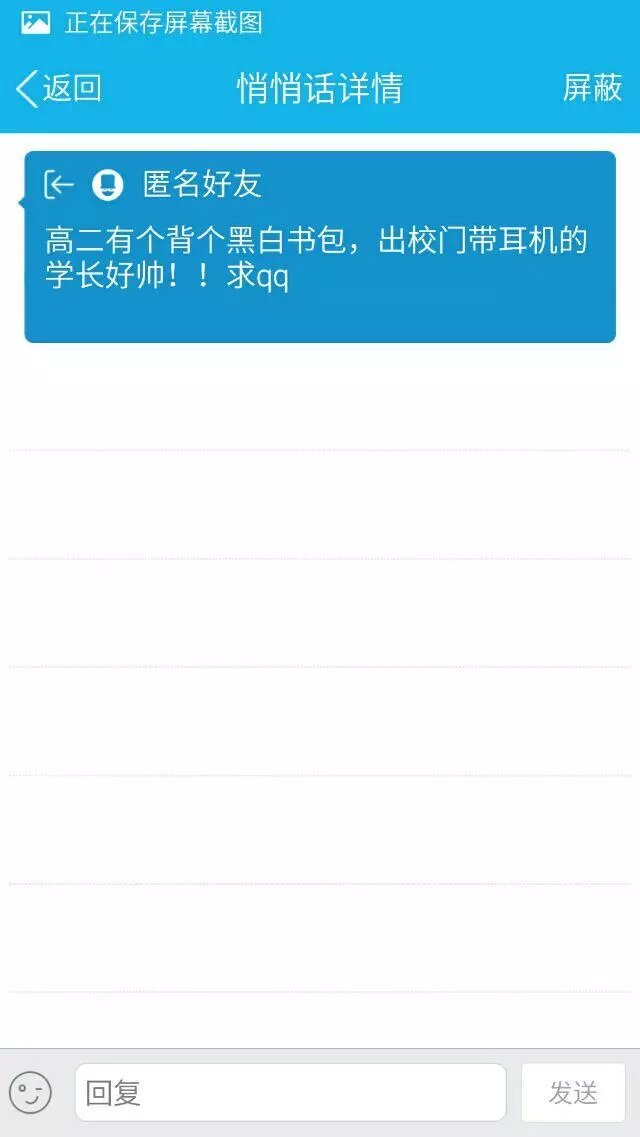 正在保存屏幕截图
返回
悄悄话详情
屏蔽
匿名好友
高二有个背个黑白书包，出校门带耳机的
学长好帅！！求qq
回复
发送